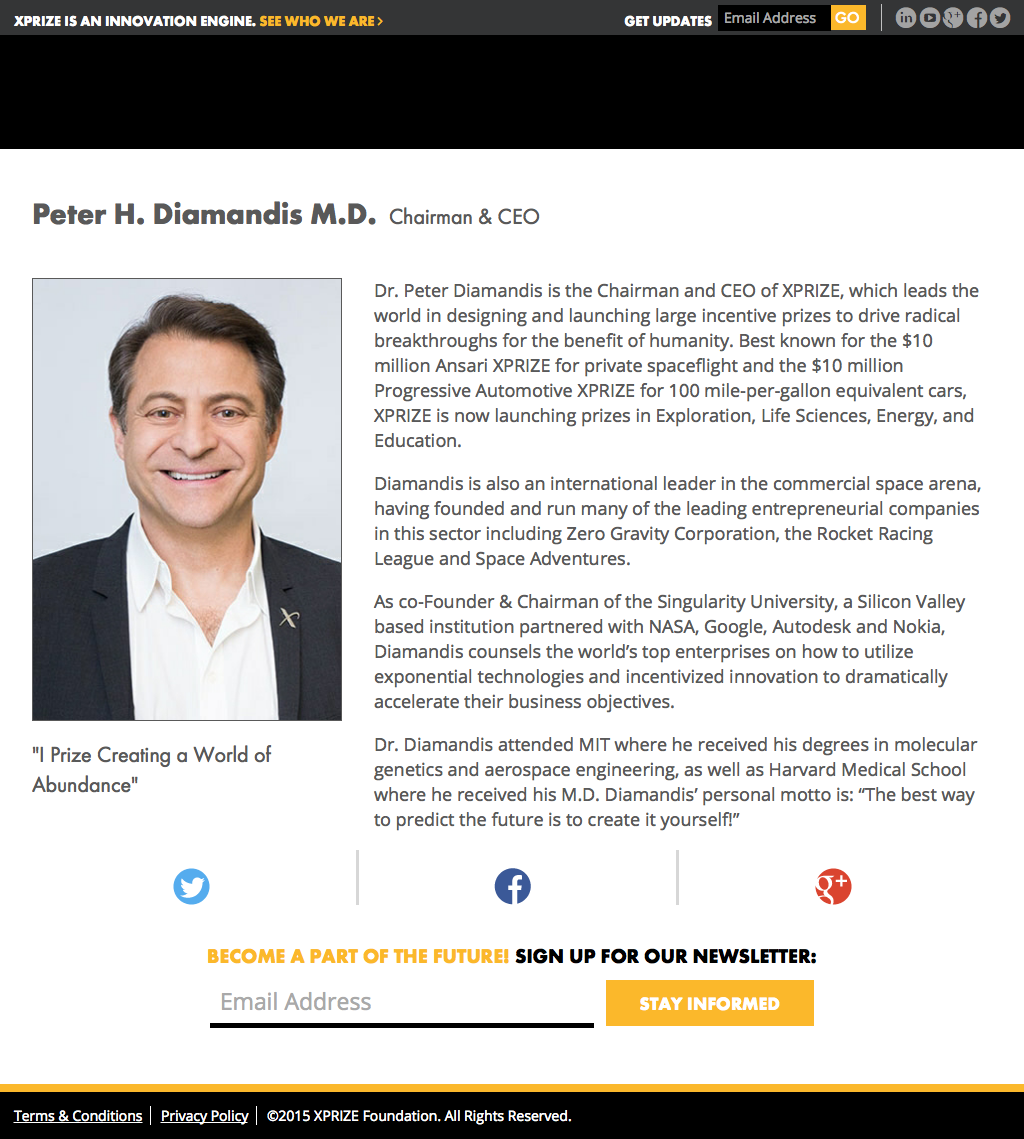 XPRIZE IS AN INNOVATION ENGINE. SEE WHO WE ARE >
GET UPDATES Email Address GO
Peter H. Diamandis M.D. Chairman & CEO
Dr. Peter Diamandis is the Chairman and CEO of XPRIZE, which leads the
world in designing and launching large incentive prizes to drive radical
breakthroughs for the benefit of humanity. Best known for the $10
million Ansari XPRIZE for private spaceflight and the $10 million
Progressive Automotive XPRIZE for 100 mile-per-gallon equivalent cars,
XPRIZE is now launching prizes in Exploration, Life Sciences, Energy, and
Education.
Diamandis is also an international leader in the commercial space arena,
having founded and run many of the leading entrepreneurial companies
in this sector including Zero Gravity Corporation, the Rocket Racing
League and Space Adventures.
As co-Founder & Chairman of the Singularity University, a Silicon Valley
based institution partnered with NASA, Google, Autodesk and Nokia,
Diamandis counsels the world’s top enterprises on how to utilize
exponential technologies and incentivized innovation to dramatically
accelerate their business objectives.
Dr. Diamandis attended MIT where he received his degrees in molecular
genetics and aerospace engineering, as well as Harvard Medical School
where he received his M.D. Diamandis’ personal motto is: “The best way
to predict the future is to create it yourself!”
"I Prize Creating a World of
Abundance"
BECOME A PART OF THE FUTURE! SIGN UP FOR OUR NEWSLETTER:
Email Address STAY INFORMED
Terms & Conditions Privacy Policy ©2015 XPRIZE Foundation. All Rights Reserved.